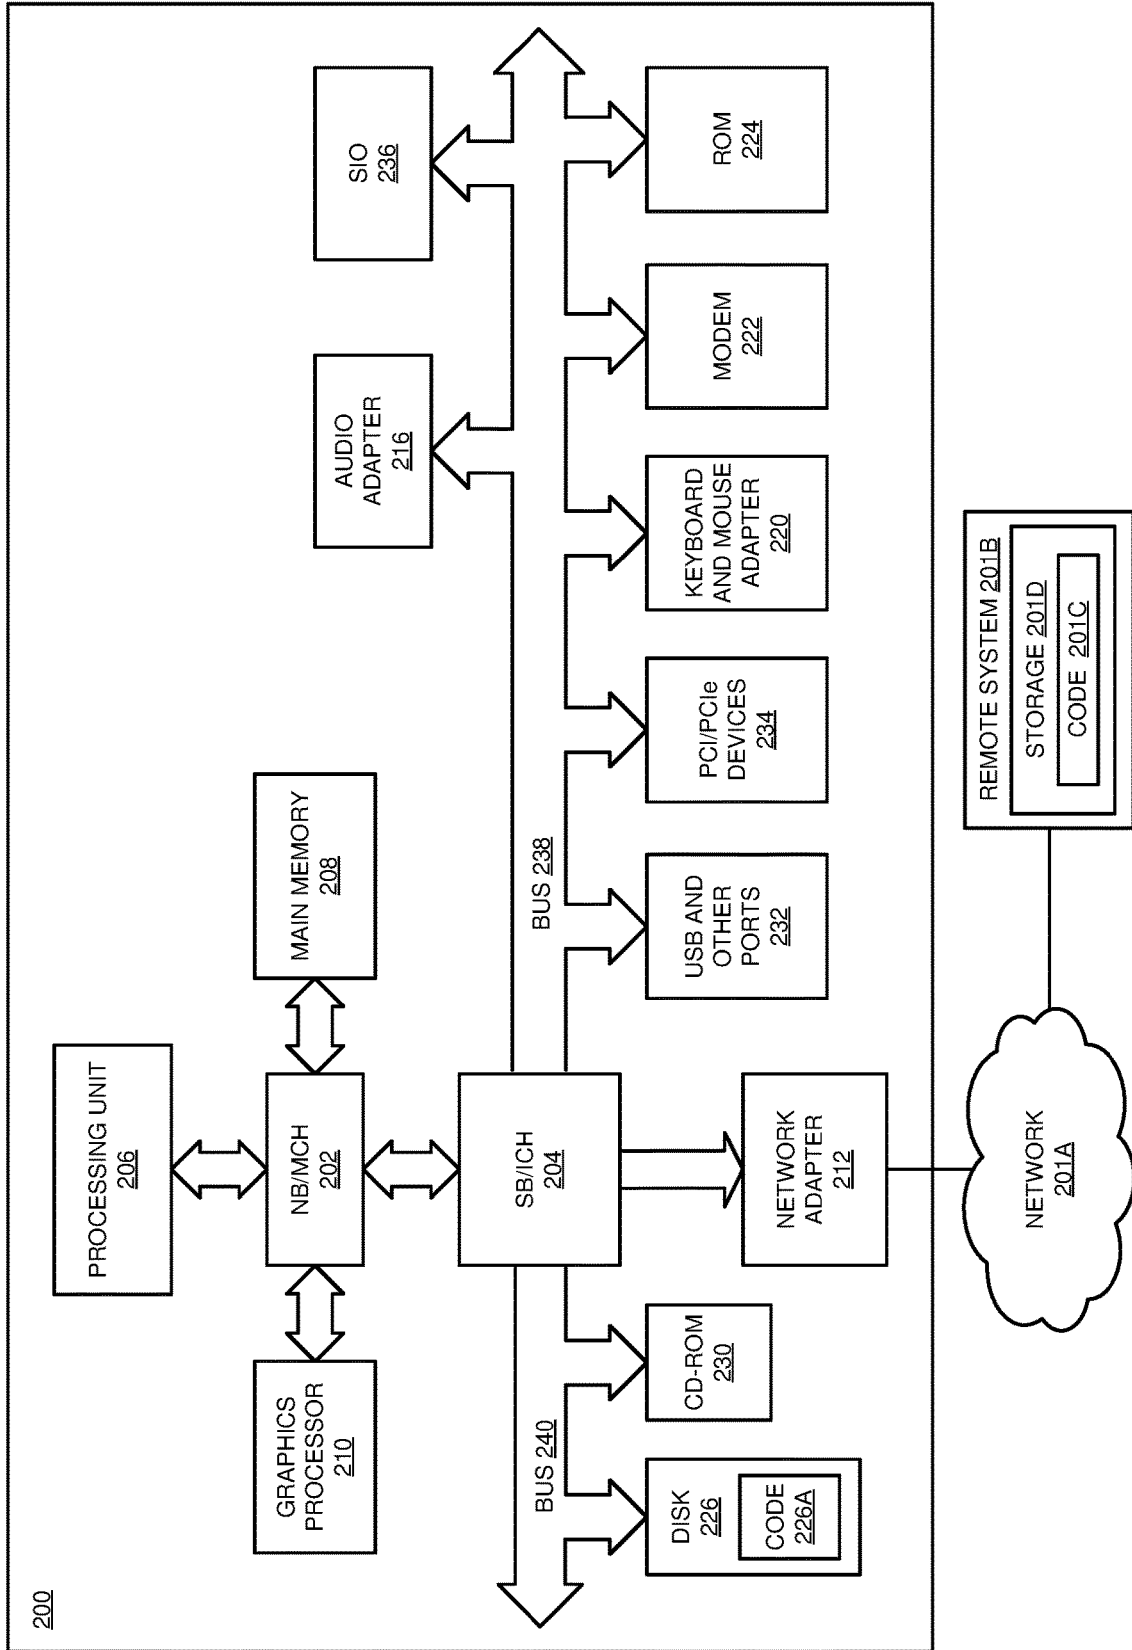 200
PROCESSING UNIT
206
GRAPHICS
PROCESSOR
210
NB/MCH
202
MAIN MEMORY
208
AUDIO
ADAPTER
216
SIO
236
SB/ICH
204
BUS 240
BUS 238
DISK
226
CODE
226A
CD-ROM
230
NETWORK
ADAPTER
212
USB AND
OTHER
PORTS
232
PCI/PCIe
DEVICES
234
KEYBOARD
AND MOUSE
ADAPTER
220
MODEM
222
ROM
224
NETWORK
201A
REMOTE SYSTEM 201B
STORAGE 201D
CODE 201C